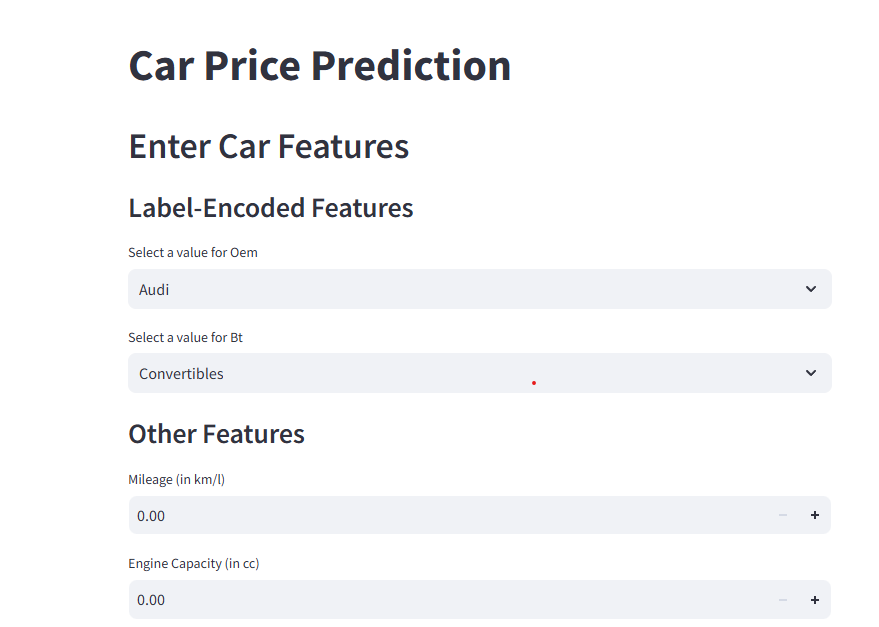 Car Price Prediction
Enter Car Features
Label-Encoded Features
Select a value for Oem
Audi
Select a value for Bt
Convertibles
Other Features
Mileage (in km/l)
0.00
Engine Capacity (in cc)
0.00